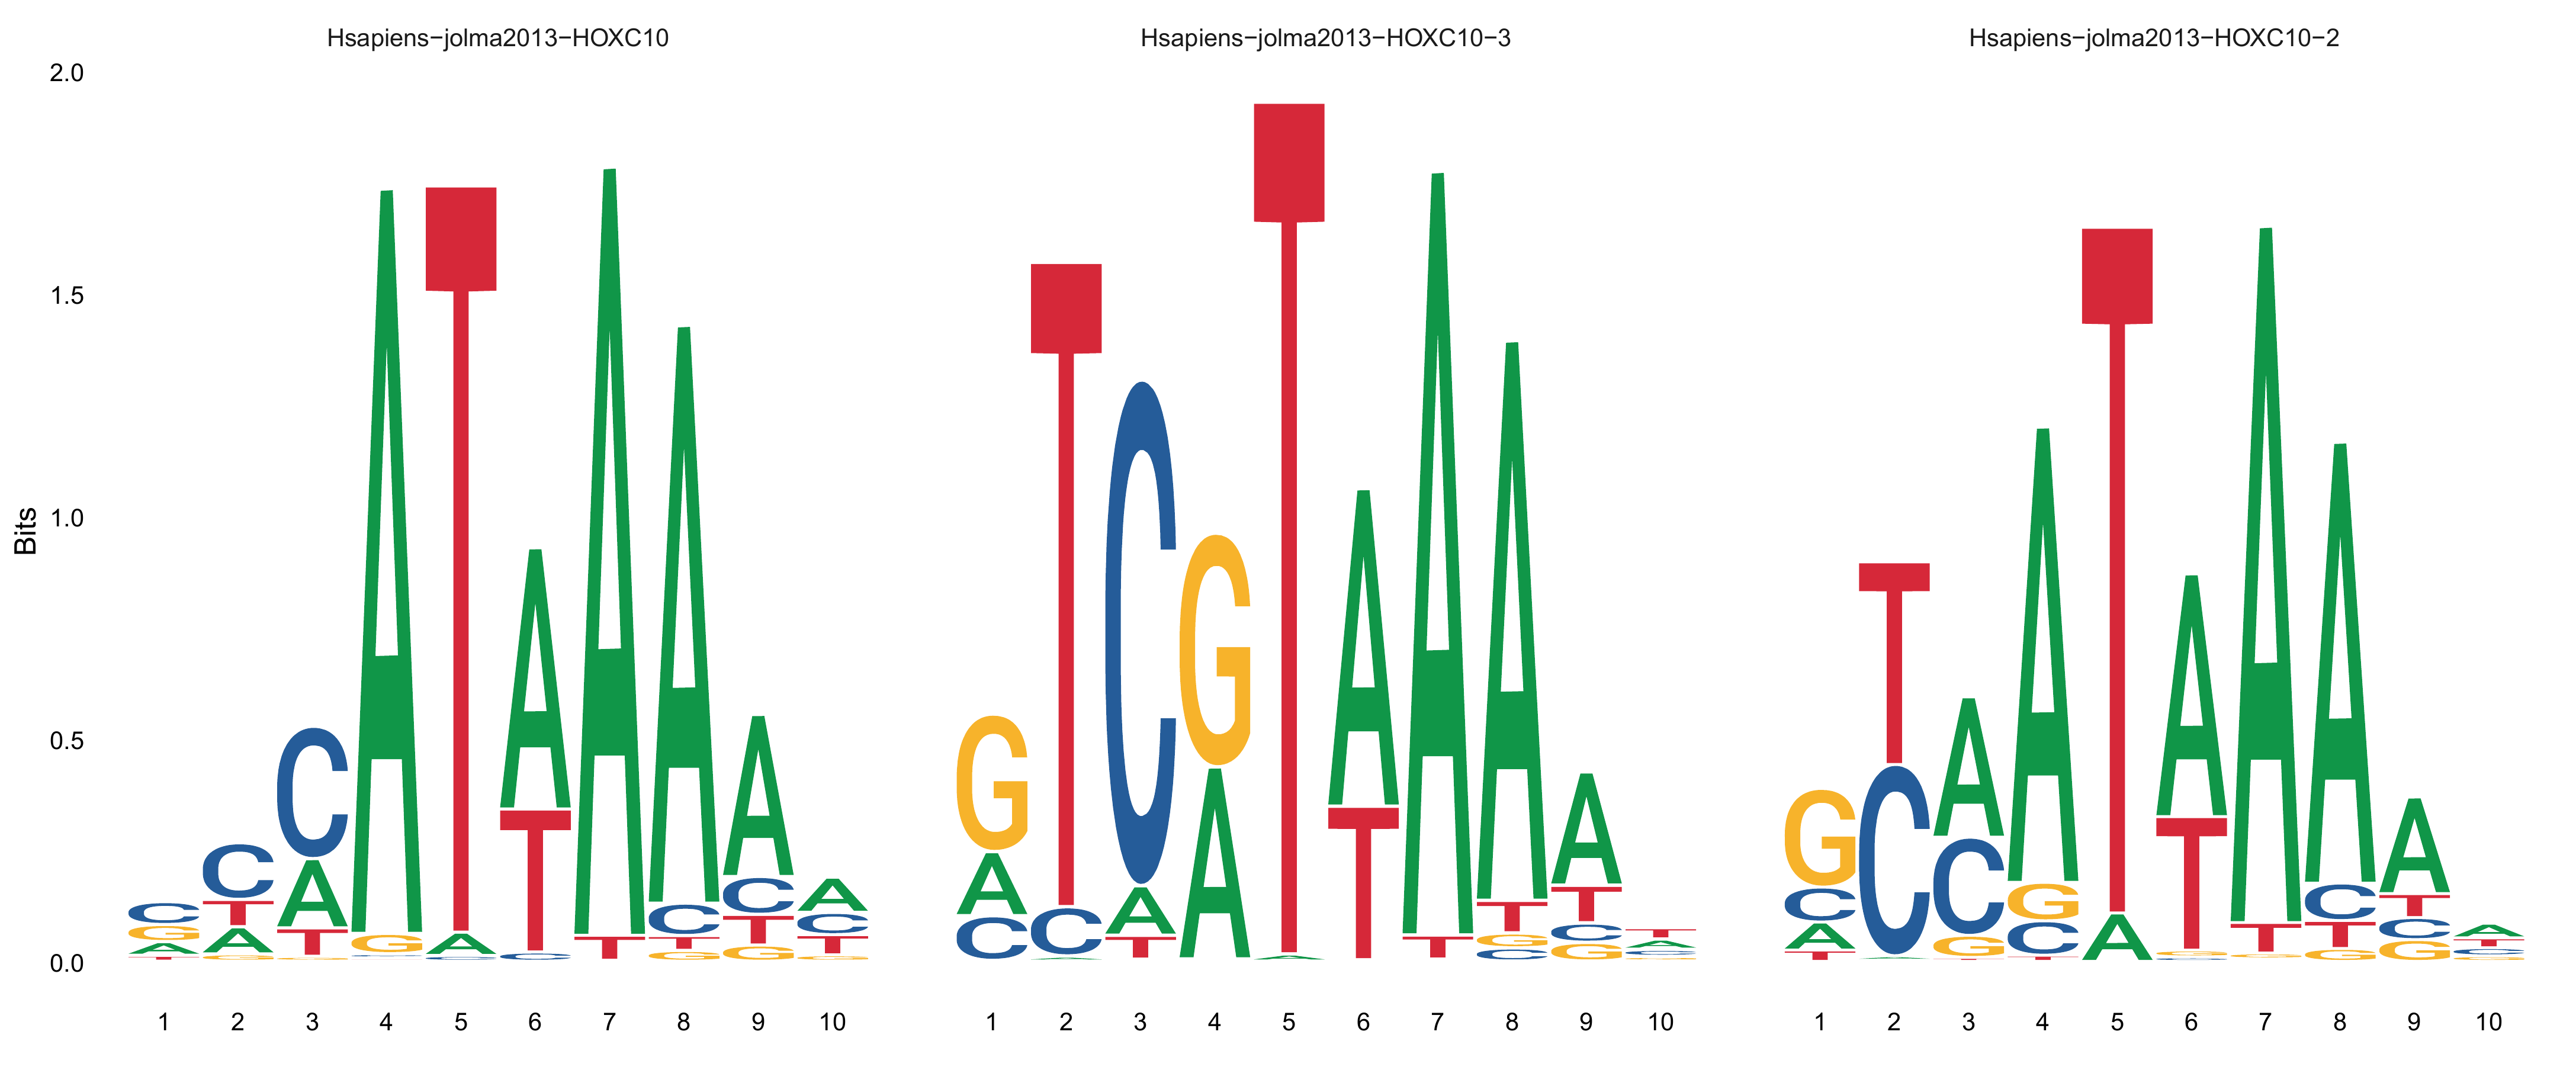 Hsapiens−jolma2013−HOXC10
Hsapiens−jolma2013−HOXC10−3
Hsapiens−jolma2013−HOXC10−2
2.0
1.5
1.0
0.5
0.0
Bits
1 2 3 4 5 6 7 8 9 10
1 2 3 4 5 6 7 8 9 10
1 2 3 4 5 6 7 8 9 10
C G A T
C T A G
C A T G
A G C
T A C
A T C
A T
A C T G
A C T G
A C T G
G A C
T C A
C A T
G A
T A
A T
A T
A T G C
A T C G
T A C G
G C A T
T C A
A C G T
A G C T
T A
A T G C
A T G
A C T G
A T C G
A T C G